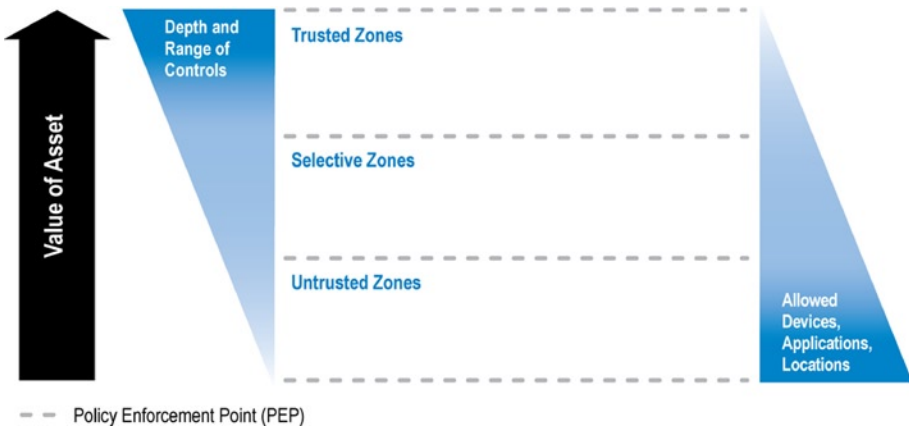 Depth and
Range of
Controls
Trusted Zones
Value of Asset
Selective Zones
Untrusted Zones
Allowed
Devices,
Applications,
Locations
Policy Enforcement Point (PEP)